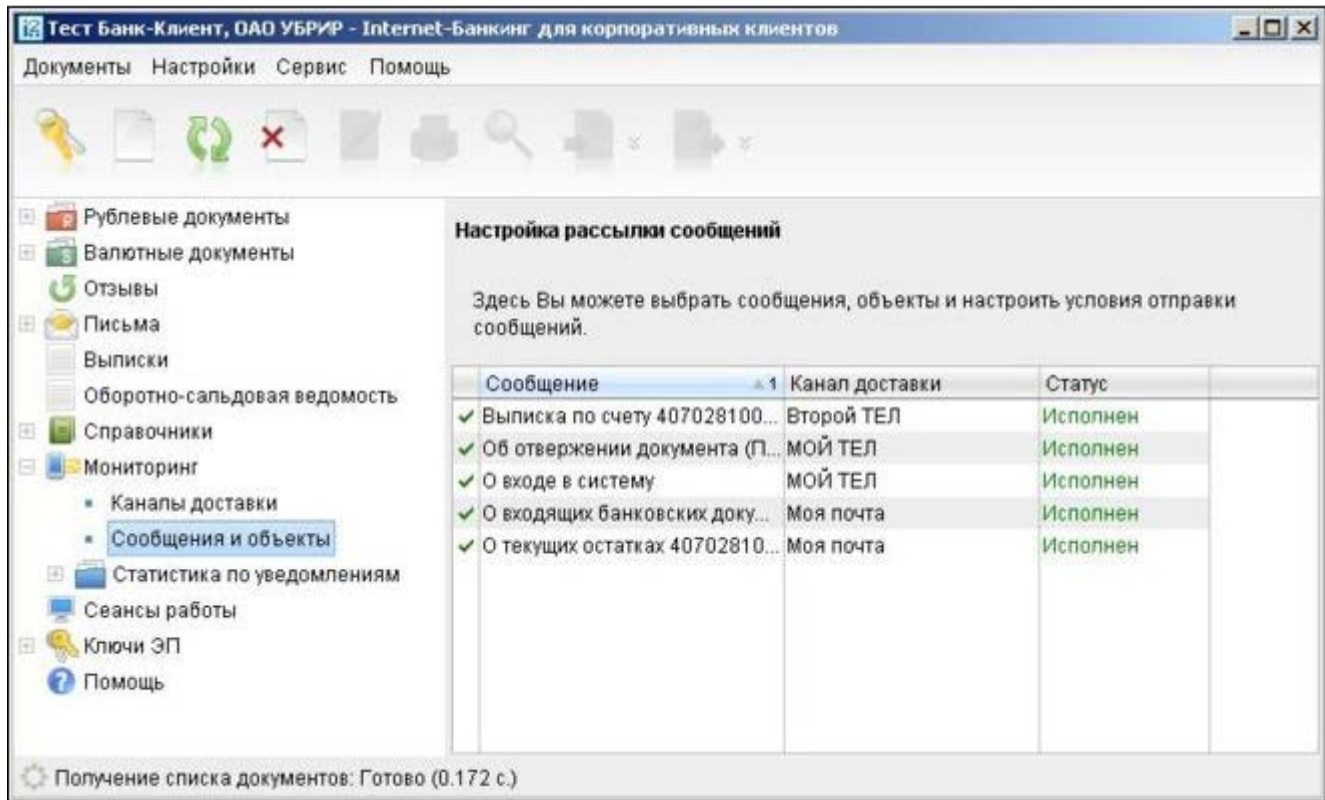 Тест Банк-Клиент, ОАО УБРИР - Internet-Банкинг для корпоративных клиентов
Документы Настройки Сервис Помощь
Рублевые документы
Валютные документы
Отзывы
Письма
Выписки
Оборотно-сальдовая ведомость
Справочники
Мониторинг
Каналы доставки
Сообщения и объекты
Статистика по уведомлениям
Сеансы работы
Ключи ЭП
Помощь
Настройка рассылки сообщений
Здесь Вы можете выбрать сообщения, объекты и настроить условия отправки
сообщений.
Сообщение 1 Канал доставки Статус
Выписка по счету 407028100... Второй ТЕЛ Исполнен
Об отвержении документа (П... МОЙ ТЕЛ Исполнен
О входе в систему МОЙ ТЕЛ Исполнен
О входящих банковских доку... Моя почта Исполнен
О текущих остатках 40702810... Моя почта Исполнен
Получение списка документов: Готово (0.172 с.)